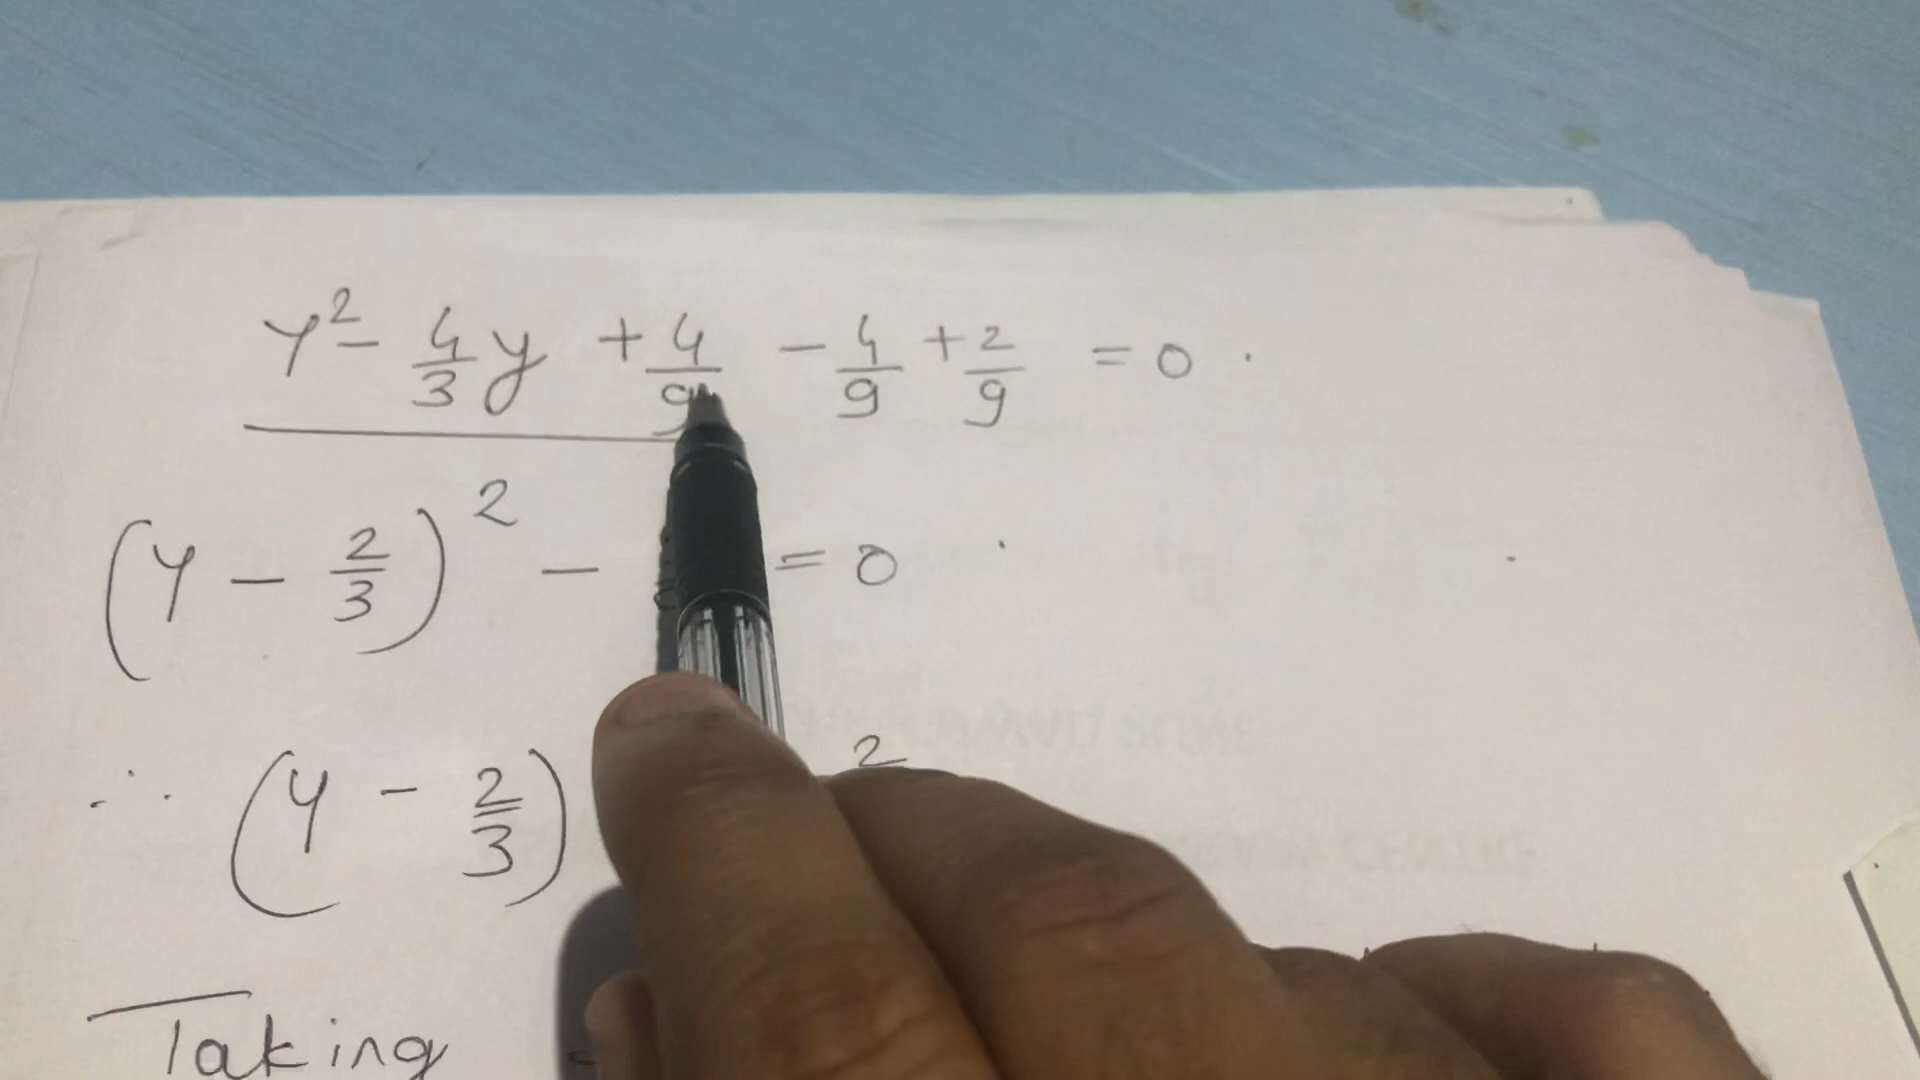 y² - 4/3 y + 4/9 - 4/9 + 2/9 = 0
(y - 2/3)² - = 0
∴ (y - 2/3) 2
Taking